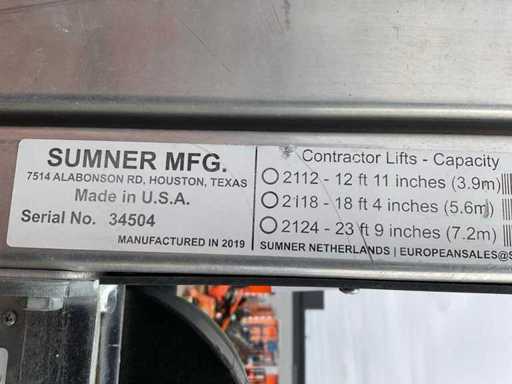 SUMNER MFG.
7514 ALABONSON RD, HOUSTON, TEXAS
Made in U.S.A.
Serial No. 34504
MANUFACTURED IN 2019
Contractor Lifts - Capacity
2112 - 12 ft 11 inches (3.9m)
2118 - 18 ft 4 inches (5.6m)
2124 - 23 ft 9 inches (7.2m)
SUMNER NETHERLANDS | EUROPEANSALES@S